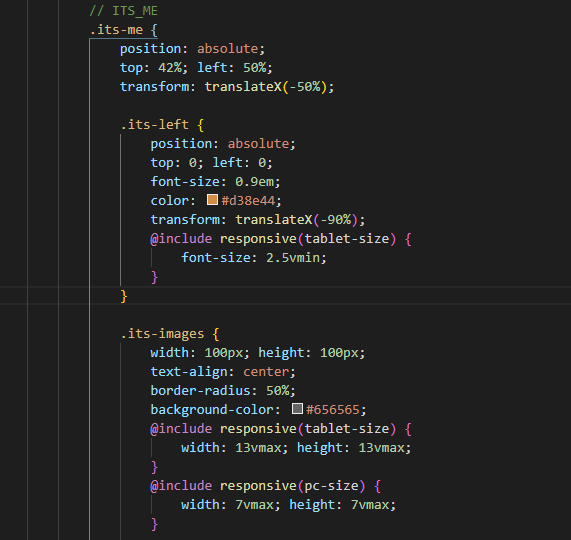 // ITS_ME
.its-me {
position: absolute;
top: 42%; left: 50%;
transform: translateX(-50%);
.its-left {
position: absolute;
top: 0; left: 0;
font-size: 0.9em;
color: #d38e44;
transform: translateX(-90%);
@include responsive(tablet-size) {
font-size: 2.5vmin;
}
}
.its-images {
width: 100px; height: 100px;
text-align: center;
border-radius: 50%;
background-color: #656565;
@include responsive(tablet-size) {
width: 13vmax; height: 13vmax;
}
@include responsive(pc-size) {
width: 7vmax; height: 7vmax;
}